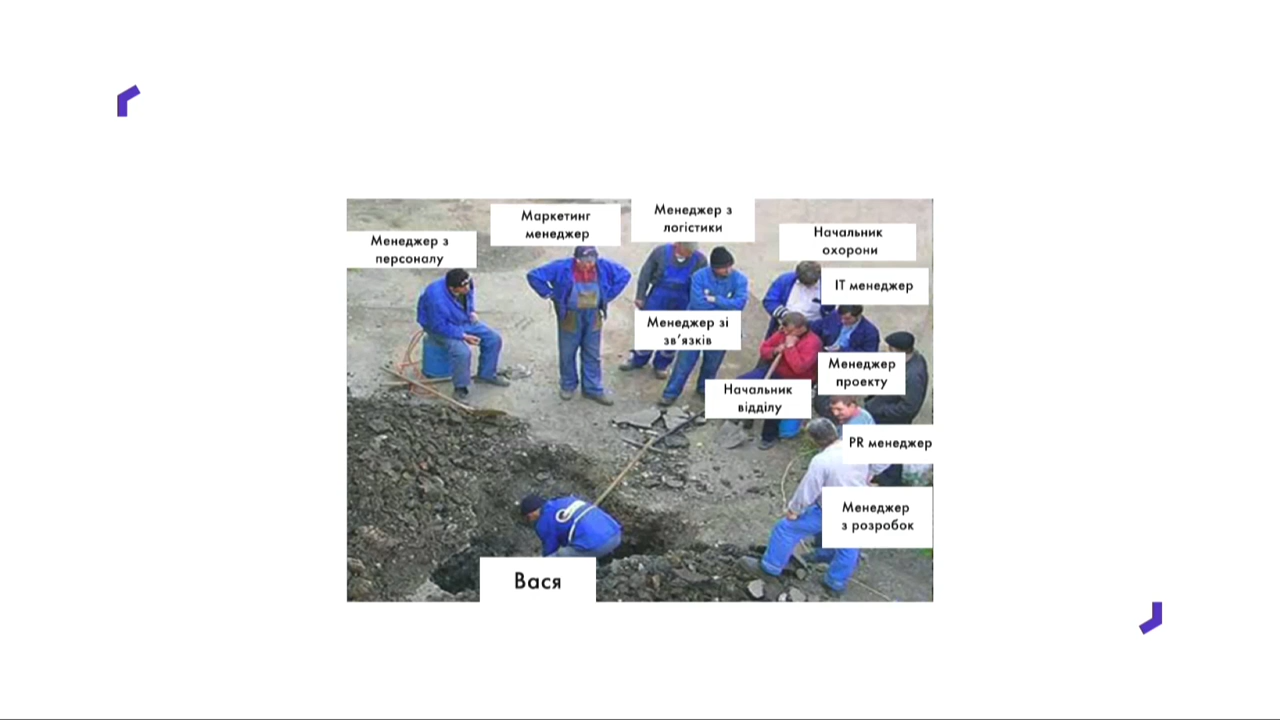 Менеджер з
персоналу
Маркетинг
менеджер
Менеджер з
логістики
Начальник
охорони
ІТ менеджер
Менеджер зі
зв’язків
Менеджер
проекту
Начальник
відділу
PR менеджер
Менеджер
з розробок
Вася